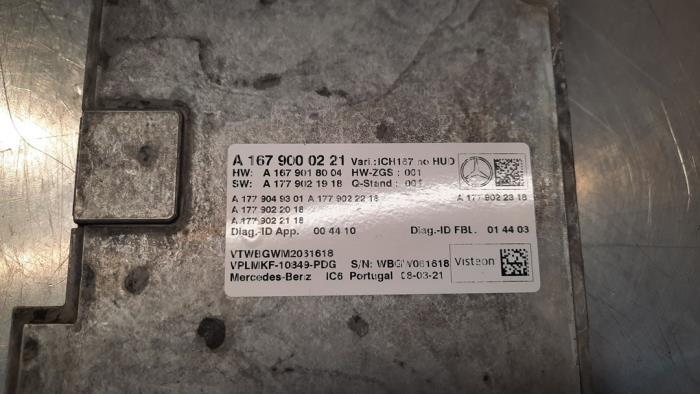 A 167 900 02 21 Vari.: ICH167 no HUD
HW: A 167 901 80 04 HW-ZGS : 001
SW: A 177 902 19 18 Q-Stand : 001
A 177 904 93 01 A 177 902 22 18 A 177 902 23 18
A 177 902 20 18
A 177 902 21 18
Diag.-ID App. 00 44 10 Diag.-ID FBL. 01 44 03
VTWBGWM2031618
VPLMKF-10849-PDG S/N: WBGW031618
Mercedes-Benz IC6 Portugal 08-03-21
Visteon